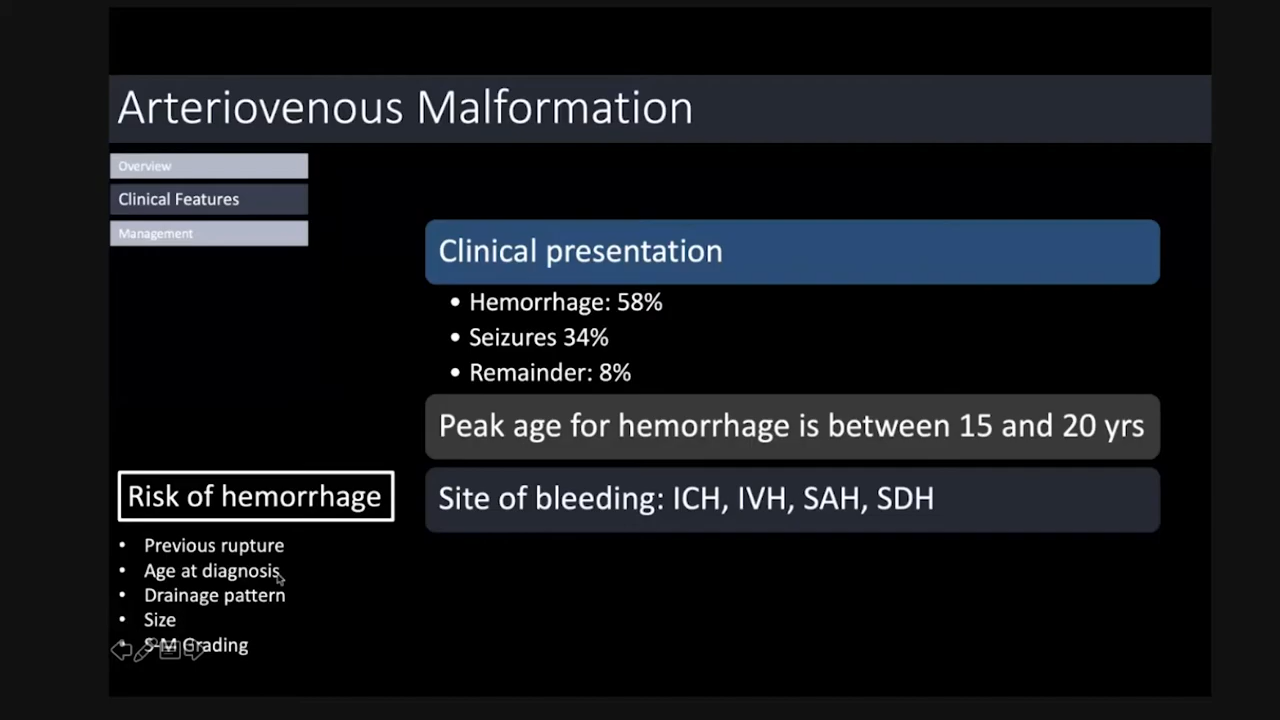 Arteriovenous Malformation
Overview
Clinical Features
Management
Clinical presentation
• Hemorrhage: 58%
• Seizures 34%
• Remainder: 8%
Peak age for hemorrhage is between 15 and 20 yrs
Site of bleeding: ICH, IVH, SAH, SDH
Risk of hemorrhage
• Previous rupture
• Age at diagnosis
• Drainage pattern
• Size
• S-M Grading